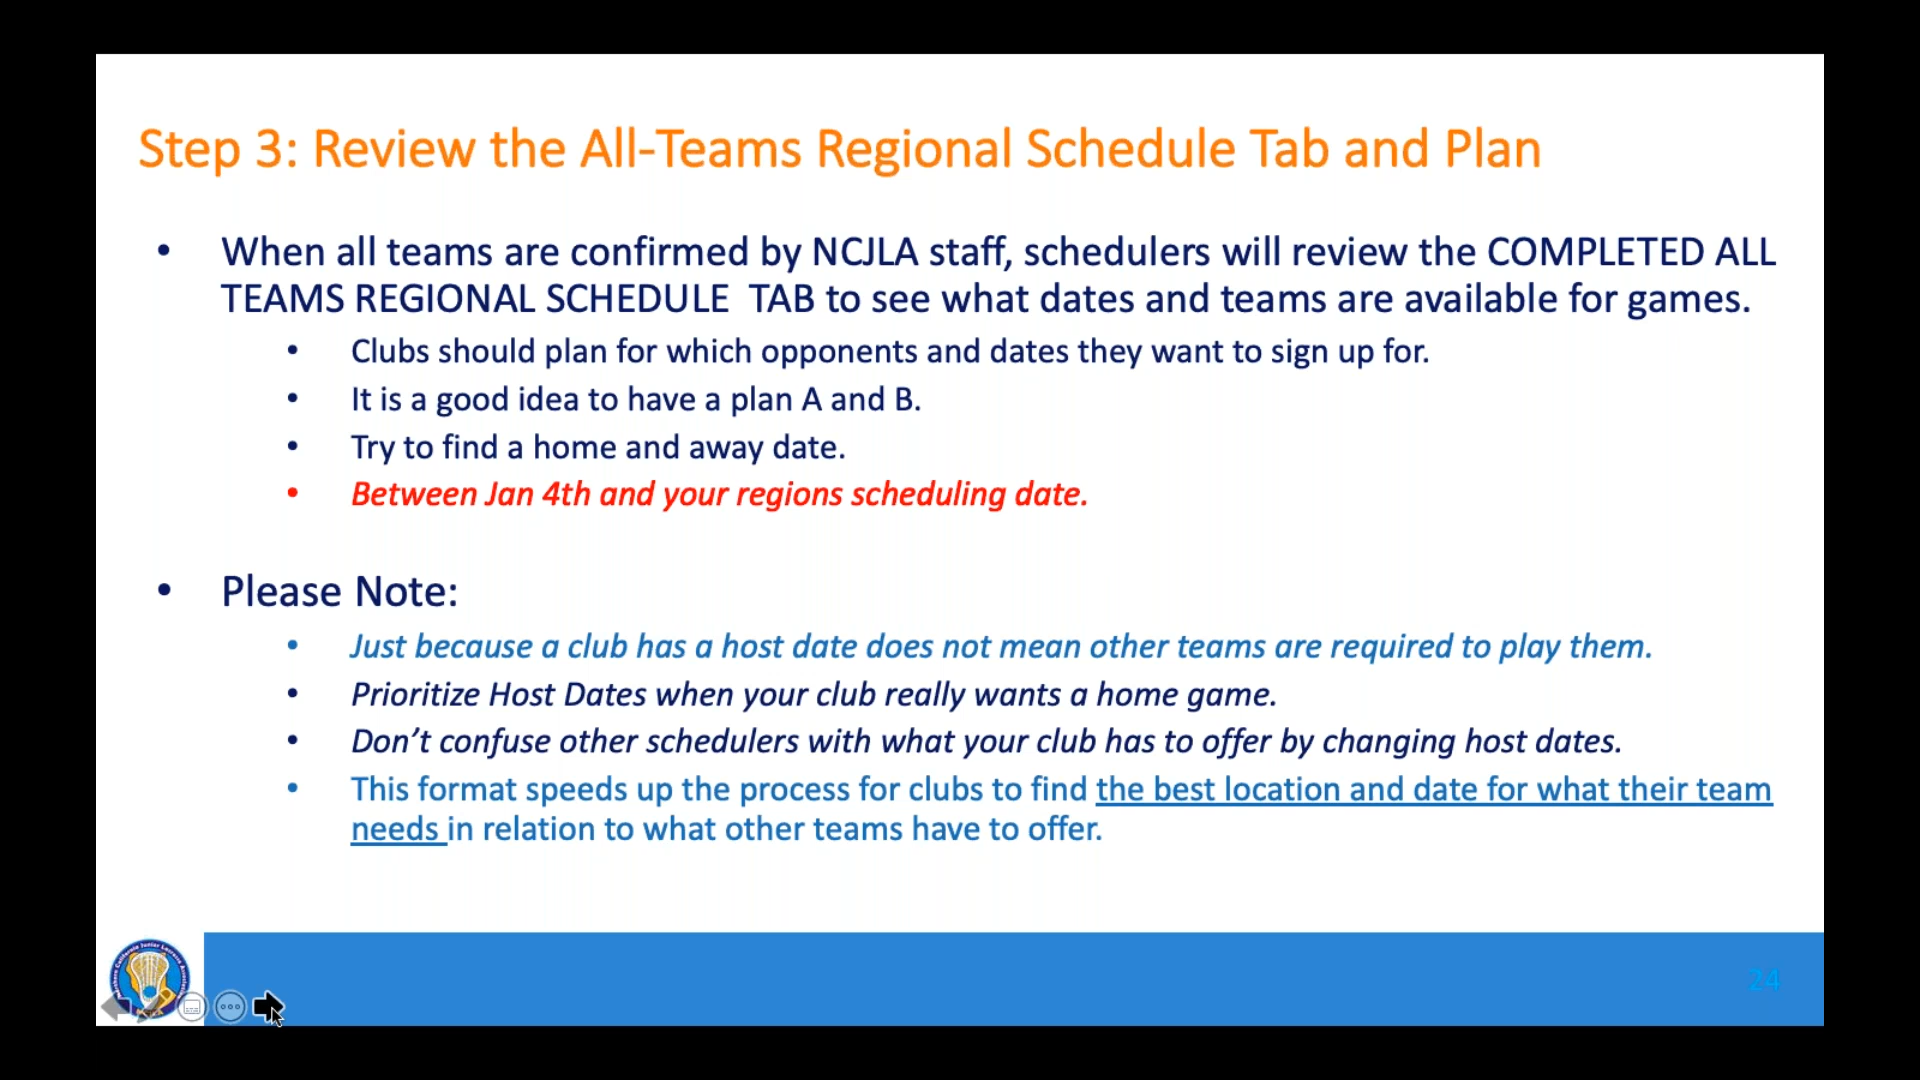 Step 3: Review the All-Teams Regional Schedule Tab and Plan
• When all teams are confirmed by NCJLA staff, schedulers will review the COMPLETED ALL
TEAMS REGIONAL SCHEDULE  TAB to see what dates and teams are available for games.
• Clubs should plan for which opponents and dates they want to sign up for.
• It is a good idea to have a plan A and B.
• Try to find a home and away date.
• Between Jan 4th and your regions scheduling date.
• Please Note:
• Just because a club has a host date does not mean other teams are required to play them.
• Prioritize Host Dates when your club really wants a home game.
• Don’t confuse other schedulers with what your club has to offer by changing host dates.
• This format speeds up the process for clubs to find the best location and date for what their team
needs in relation to what other teams have to offer.
24